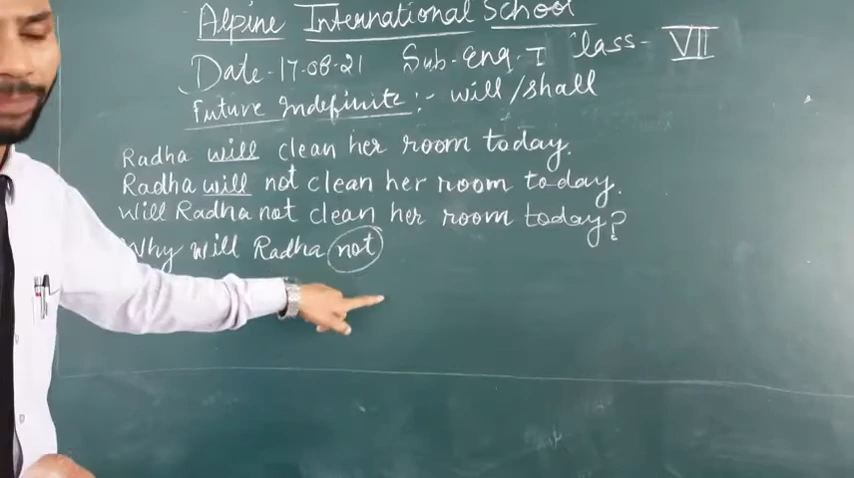 Alpine International School
Date-17-08-21 Sub-Eng-I Class-VII
Future Indefinite:- will/shall
Radha will clean her room today.
Radha will not clean her room today.
Will Radha not clean her room today?
Why will Radha not